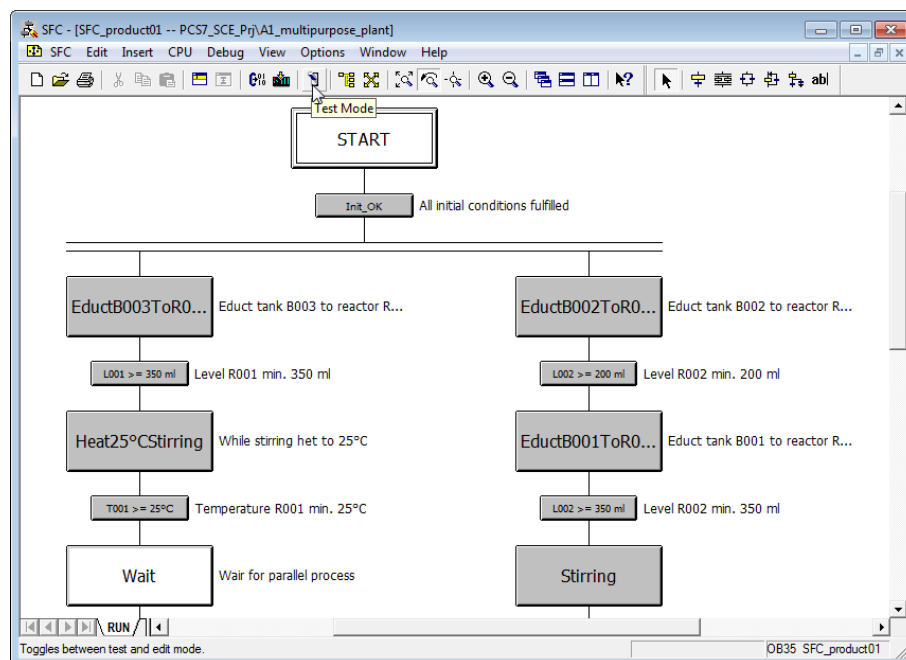 SFC - [SFC_product01 -- PCS7_SCE_Prj\A1_multipurpose_plant]
SFC Edit Insert CPU Debug View Options Window Help
abl
Test Mode
START
Init_OK All initial conditions fulfilled
EductB003ToR0... Educt tank B003 to reactor R... EductB002ToR0... Educt tank B002 to reactor R...
L001 >= 350 ml Level R001 min. 350 ml L002 >= 200 ml Level R002 min. 200 ml
Heat25°CStirring While stirring het to 25°C EductB001ToR0... Educt tank B001 to reactor R...
T001 >= 25°C Temperature R001 min. 25°C L002 >= 350 ml Level R002 min. 350 ml
Wait Wair for parallel process Stirring
RUN
Toggles between test and edit mode. OB35 SFC_product01